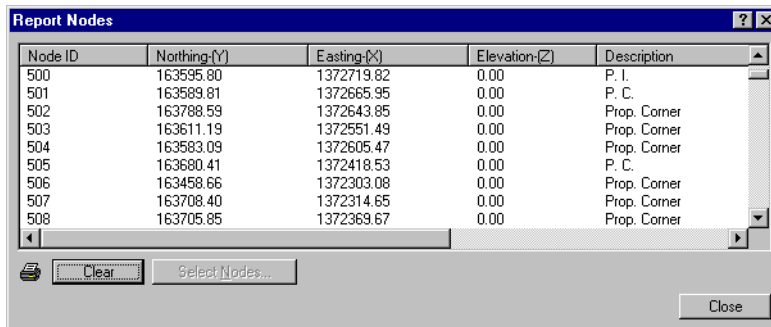 Report Nodes
Node ID Northing-(Y) Easting-(X) Elevation-(Z) Description
500 163595.80 1372719.82 0.00 P. I.
501 163589.81 1372665.95 0.00 P. C.
502 163788.59 1372643.85 0.00 Prop. Corner
503 163611.19 1372551.49 0.00 Prop. Corner
504 163583.09 1372605.47 0.00 Prop. Corner
505 163680.41 1372418.53 0.00 P. C.
506 163458.66 1372303.08 0.00 Prop. Corner
507 163708.40 1372314.65 0.00 Prop. Corner
508 163705.85 1372369.67 0.00 Prop. Corner
Clear Select Nodes...
Close